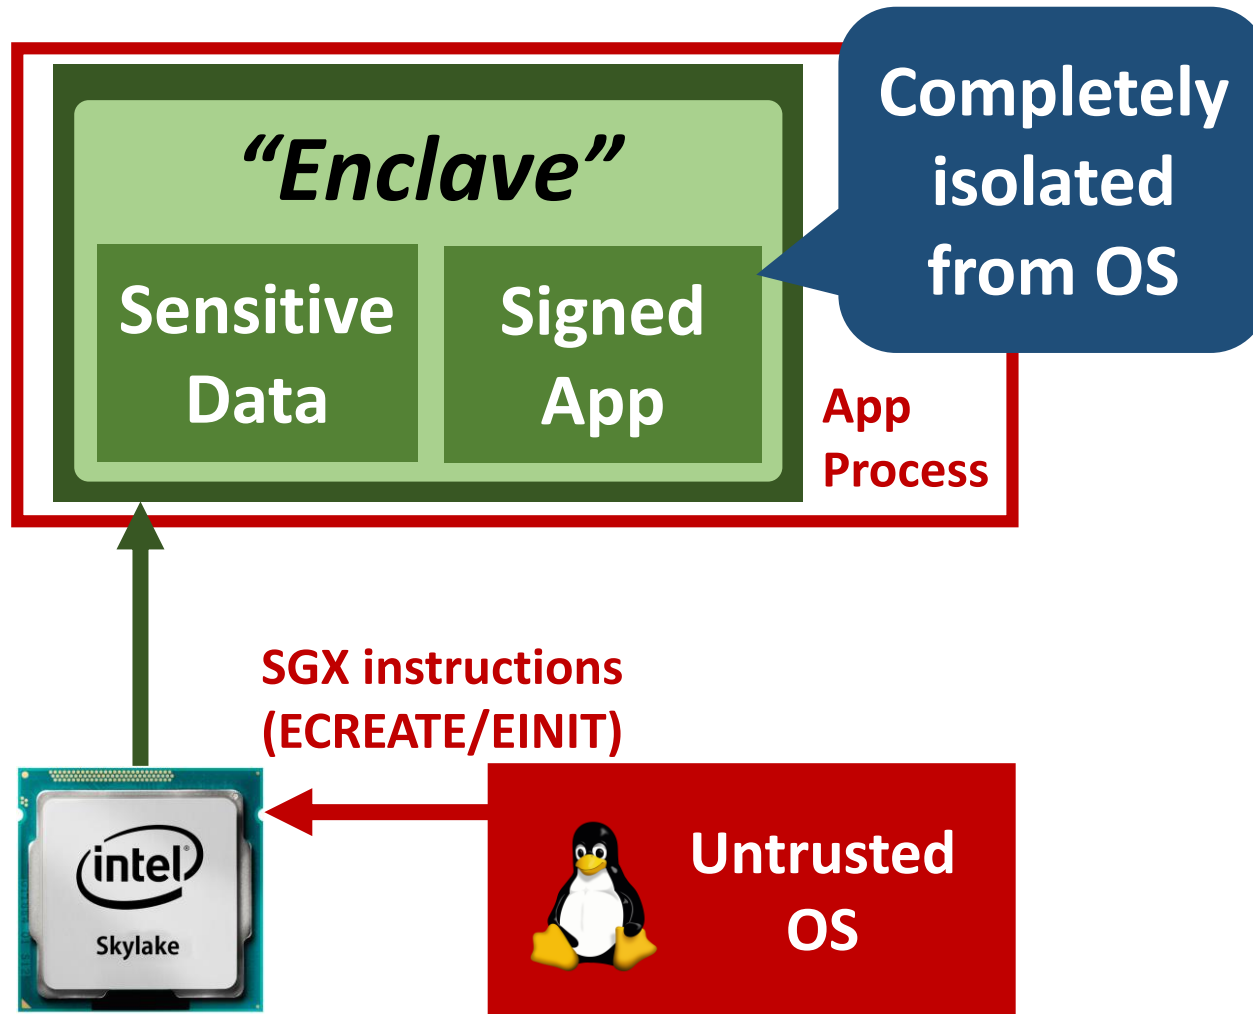 “Enclave”
Sensitive
Data
Signed
App
Completely
isolated
from OS
App
Process
SGX instructions
(ECREATE/EINIT)
intel®
Skylake
Untrusted
OS